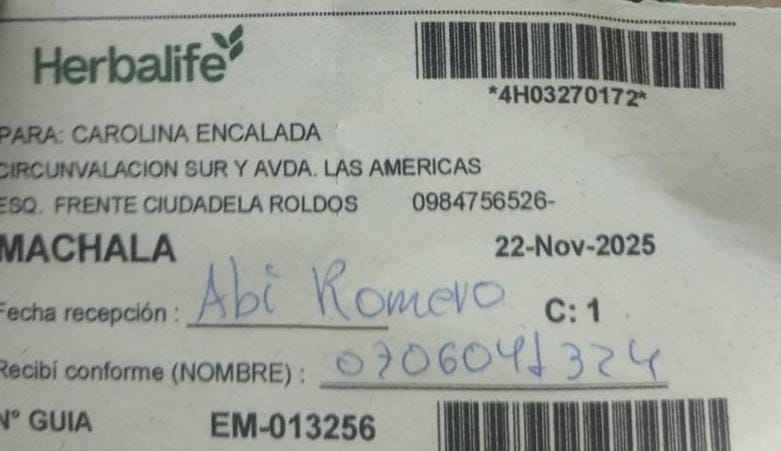 Herbalife
*4H03270172*
PARA: CAROLINA ENCALADA
CIRCUNVALACION SUR Y AVDA. LAS AMERICAS
ESQ. FRENTE CIUDADELA ROLDOS 0984756526-
MACHALA 22-Nov-2025
Fecha recepción : Abi Romero C: 1
Recibí conforme (NOMBRE) : 0706041324
N° GUIA EM-013256